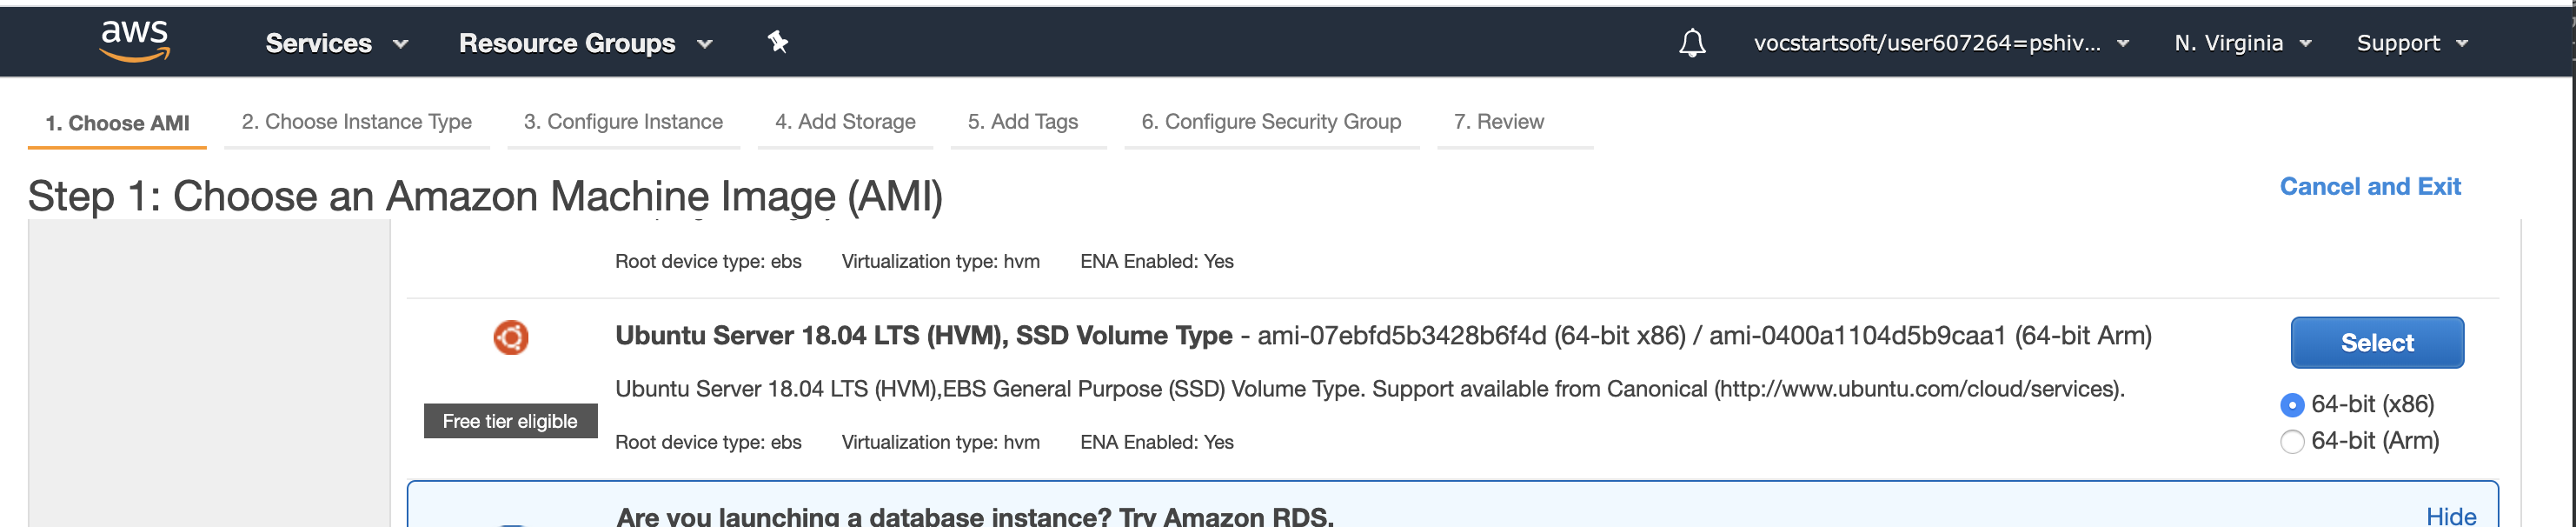 aws
Services
Resource Groups
vocstartsoft/user607264=pshiv...
N. Virginia
Support
1. Choose AMI
2. Choose Instance Type
3. Configure Instance
4. Add Storage
5. Add Tags
6. Configure Security Group
7. Review
Step 1: Choose an Amazon Machine Image (AMI)
Cancel and Exit
Root device type: ebs
Virtualization type: hvm
ENA Enabled: Yes
Ubuntu Server 18.04 LTS (HVM), SSD Volume Type - ami-07ebfd5b3428b6f4d (64-bit x86) / ami-0400a1104d5b9caa1 (64-bit Arm)
Select
Ubuntu Server 18.04 LTS (HVM),EBS General Purpose (SSD) Volume Type. Support available from Canonical (http://www.ubuntu.com/cloud/services).
64-bit (x86)
Free tier eligible
Root device type: ebs
Virtualization type: hvm
ENA Enabled: Yes
64-bit (Arm)
Are you launching a database instance? Try Amazon RDS.
Hide